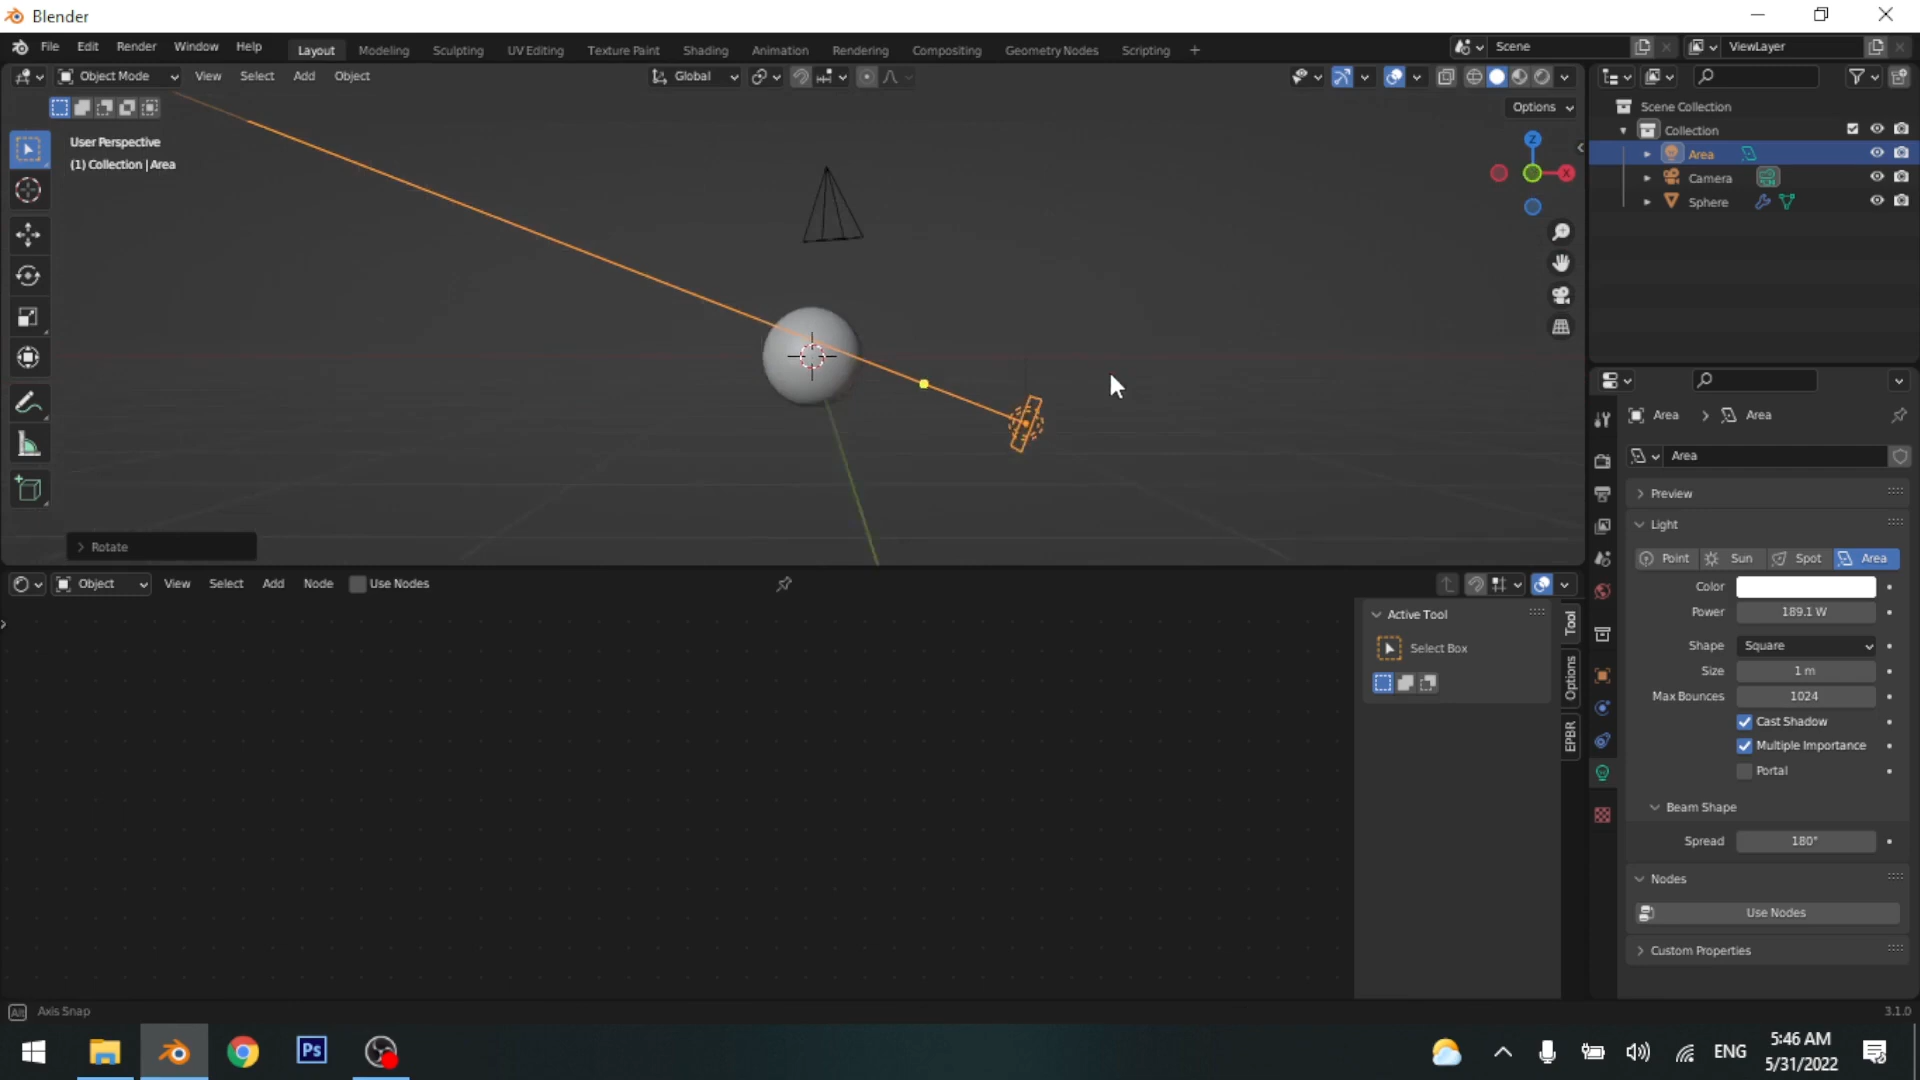 Blender
File Edit Render Window Help Layout Modeling Sculpting UV Editing Texture Paint Shading Animation Rendering Compositing Geometry Nodes Scripting + Scene ViewLayer
Object Mode View Select Add Object Global
Options
User Perspective
(1) Collection | Area
Z
X
Rotate
Scene Collection
Collection
Area
Camera
Sphere
Area > Area
Area
Preview
Light
Point Sun Spot Area
Color
Power 189.1 W
Shape Square
Size 1 m
Max Bounces 1024
Cast Shadow
Multiple Importance
Portal
Beam Shape
Spread 180°
Nodes
Use Nodes
Custom Properties
Object View Select Add Node Use Nodes
Active Tool
Select Box
Tool
Options
EPBR
Alt Axis Snap
3.1.0
Ps
ENG
5:46 AM
5/31/2022